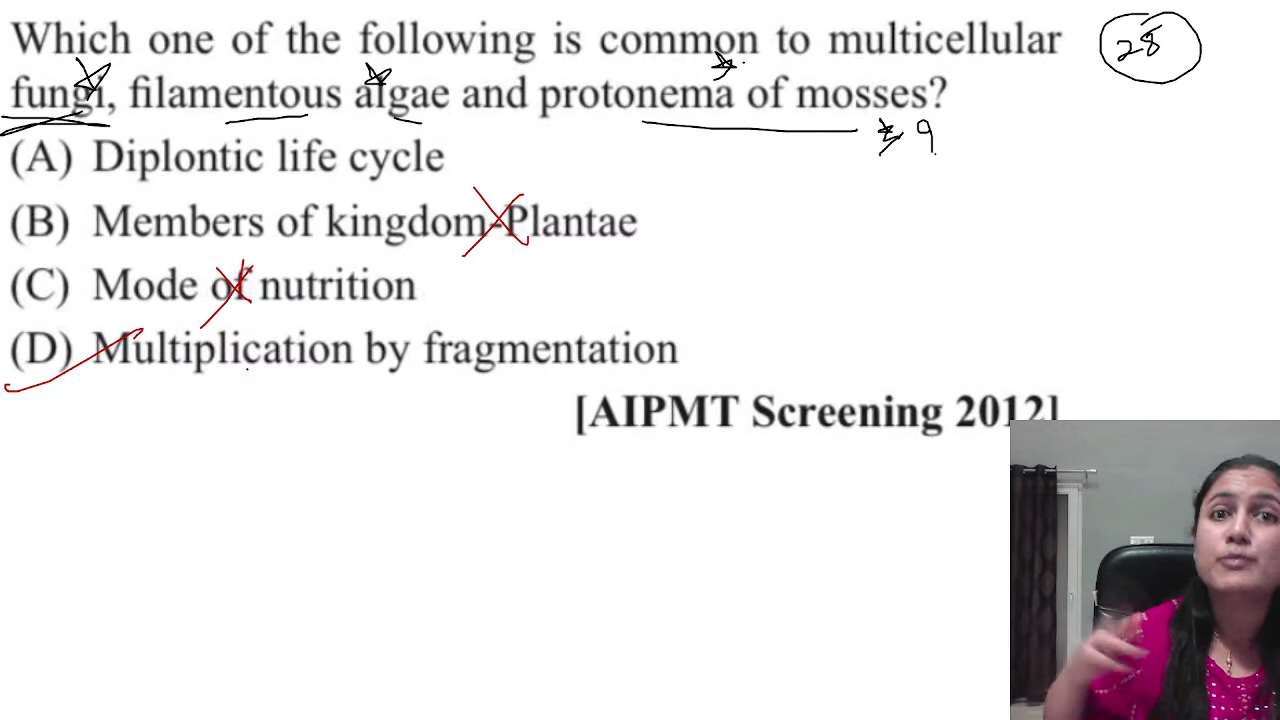 Which one of the following is common to multicellular
fungi, filamentous algae and protonema of mosses?
(A) Diplontic life cycle
(B) Members of kingdom-Plantae
(C) Mode of nutrition
(D) Multiplication by fragmentation
[AIPMT Screening 2012]
28
9